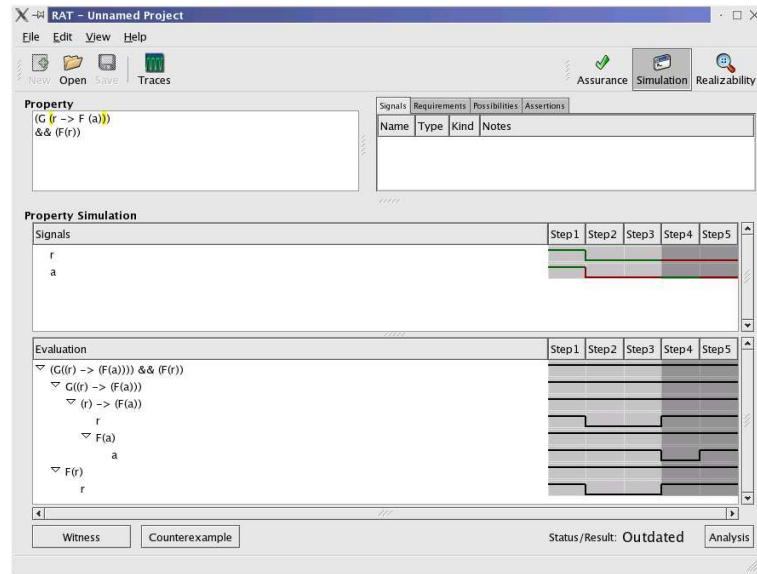 RAT - Unnamed Project
File Edit View Help
New Open Save Traces Assurance Simulation Realizability
Property
(G (r -> F (a)))
&& (F(r))
Signals Requirements Possibilities Assertions
Name Type Kind Notes
Property Simulation
Signals Step1 Step2 Step3 Step4 Step5
r
a
Evaluation Step1 Step2 Step3 Step4 Step5
(G((r) -> (F(a)))) && (F(r))
G((r) -> (F(a)))
(r) -> (F(a))
r
F(a)
a
F(r)
r
Witness Counterexample Status/Result: Outdated Analysis